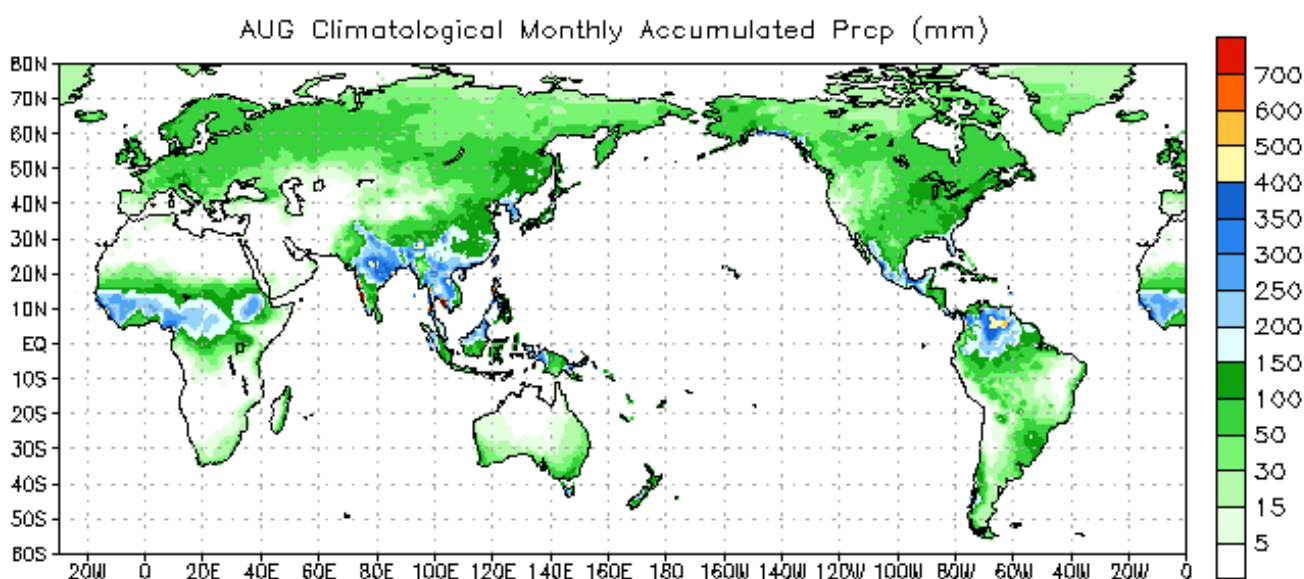 AUG Climatological Monthly Accumulated Prcp (mm)
80N
70N
60N
50N
40N
30N
20N
10N
EQ
10S
20S
30S
40S
50S
60S
20W 0 20E 40E 60E 80E 100E 120E 140E 160E 180 160W 140W 120W 100W 80W 60W 40W 20W 0
700
600
500
400
350
300
250
200
150
100
50
30
15
5